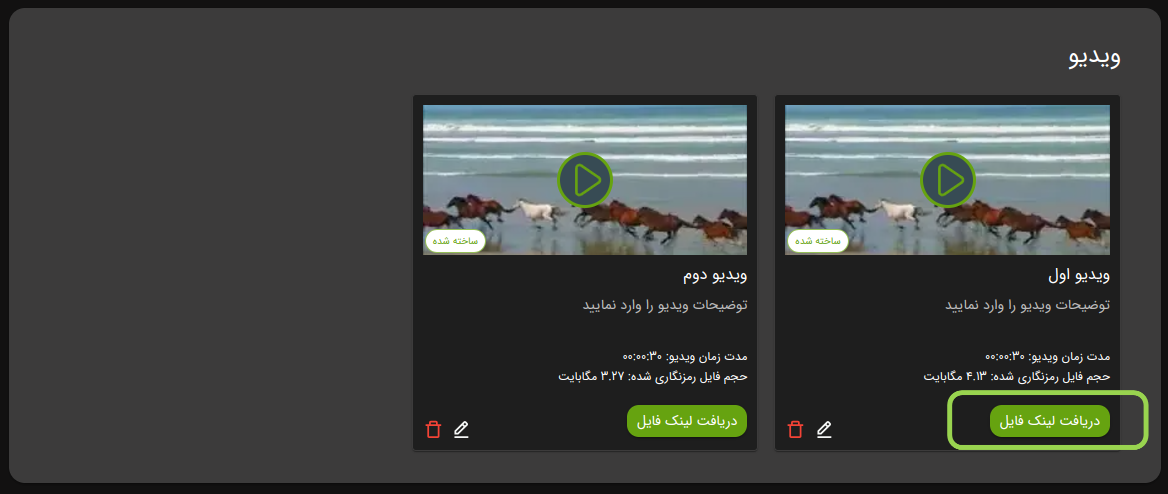 ویدیو
ساخته شده
ویدیو اول
توضیحات ویدیو را وارد نمایید
مدت زمان ویدیو: ۰۰:۰۰:۳۰
حجم فایل رمزنگاری شده: ۴.۱۳ مگابایت
دریافت لینک فایل
ساخته شده
ویدیو دوم
توضیحات ویدیو را وارد نمایید
مدت زمان ویدیو: ۰۰:۰۰:۳۰
حجم فایل رمزنگاری شده: ۳.۲۷ مگابایت
دریافت لینک فایل